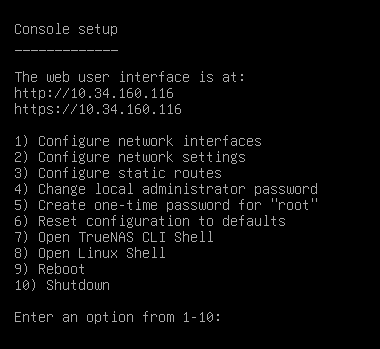 Console setup
-------------
The web user interface is at:
http://10.34.160.116
https://10.34.160.116
1) Configure network interfaces
2) Configure network settings
3) Configure static routes
4) Change local administrator password
5) Create one-time password for "root"
6) Reset configuration to defaults
7) Open TrueNAS CLI Shell
8) Open Linux Shell
9) Reboot
10) Shutdown
Enter an option from 1-10: